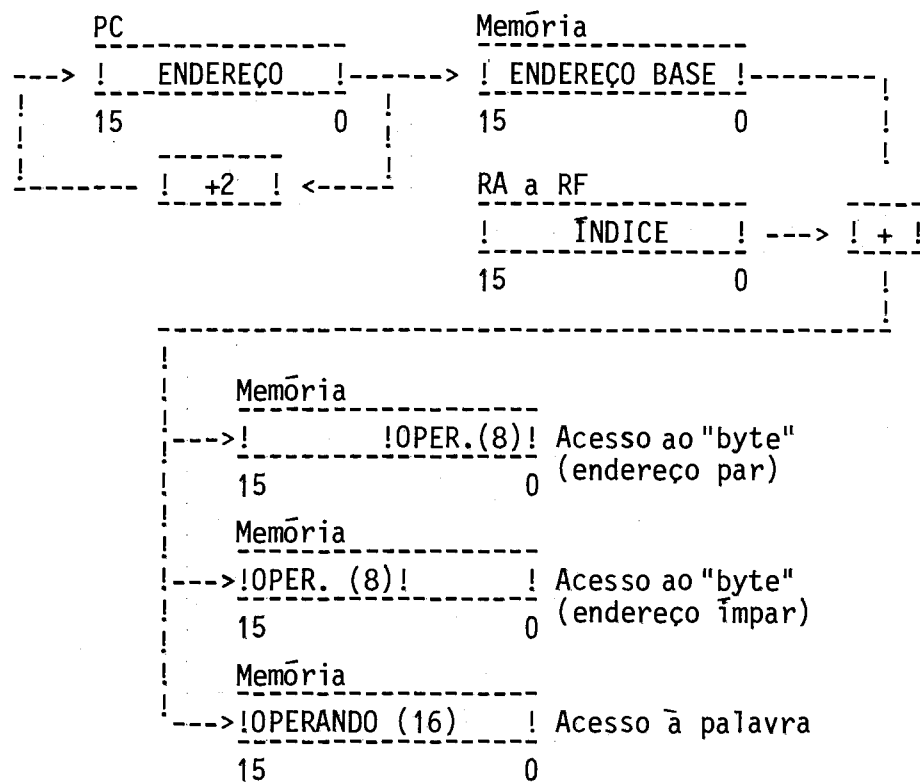 PC Memória
---> ! ENDEREÇO !------> ! ENDEREÇO BASE !-------
15 0 15 0
------- ! +2 ! <-----
RA a RF
! ÍNDICE ! ---> ! + !
15 0
Memória
--->! !OPER.(8)! Acesso ao "byte"
15 0 (endereço par)
Memória
--->!OPER. (8)! ! Acesso ao "byte"
15 0 (endereço ímpar)
Memória
--->!OPERANDO (16) ! Acesso à palavra
15 0